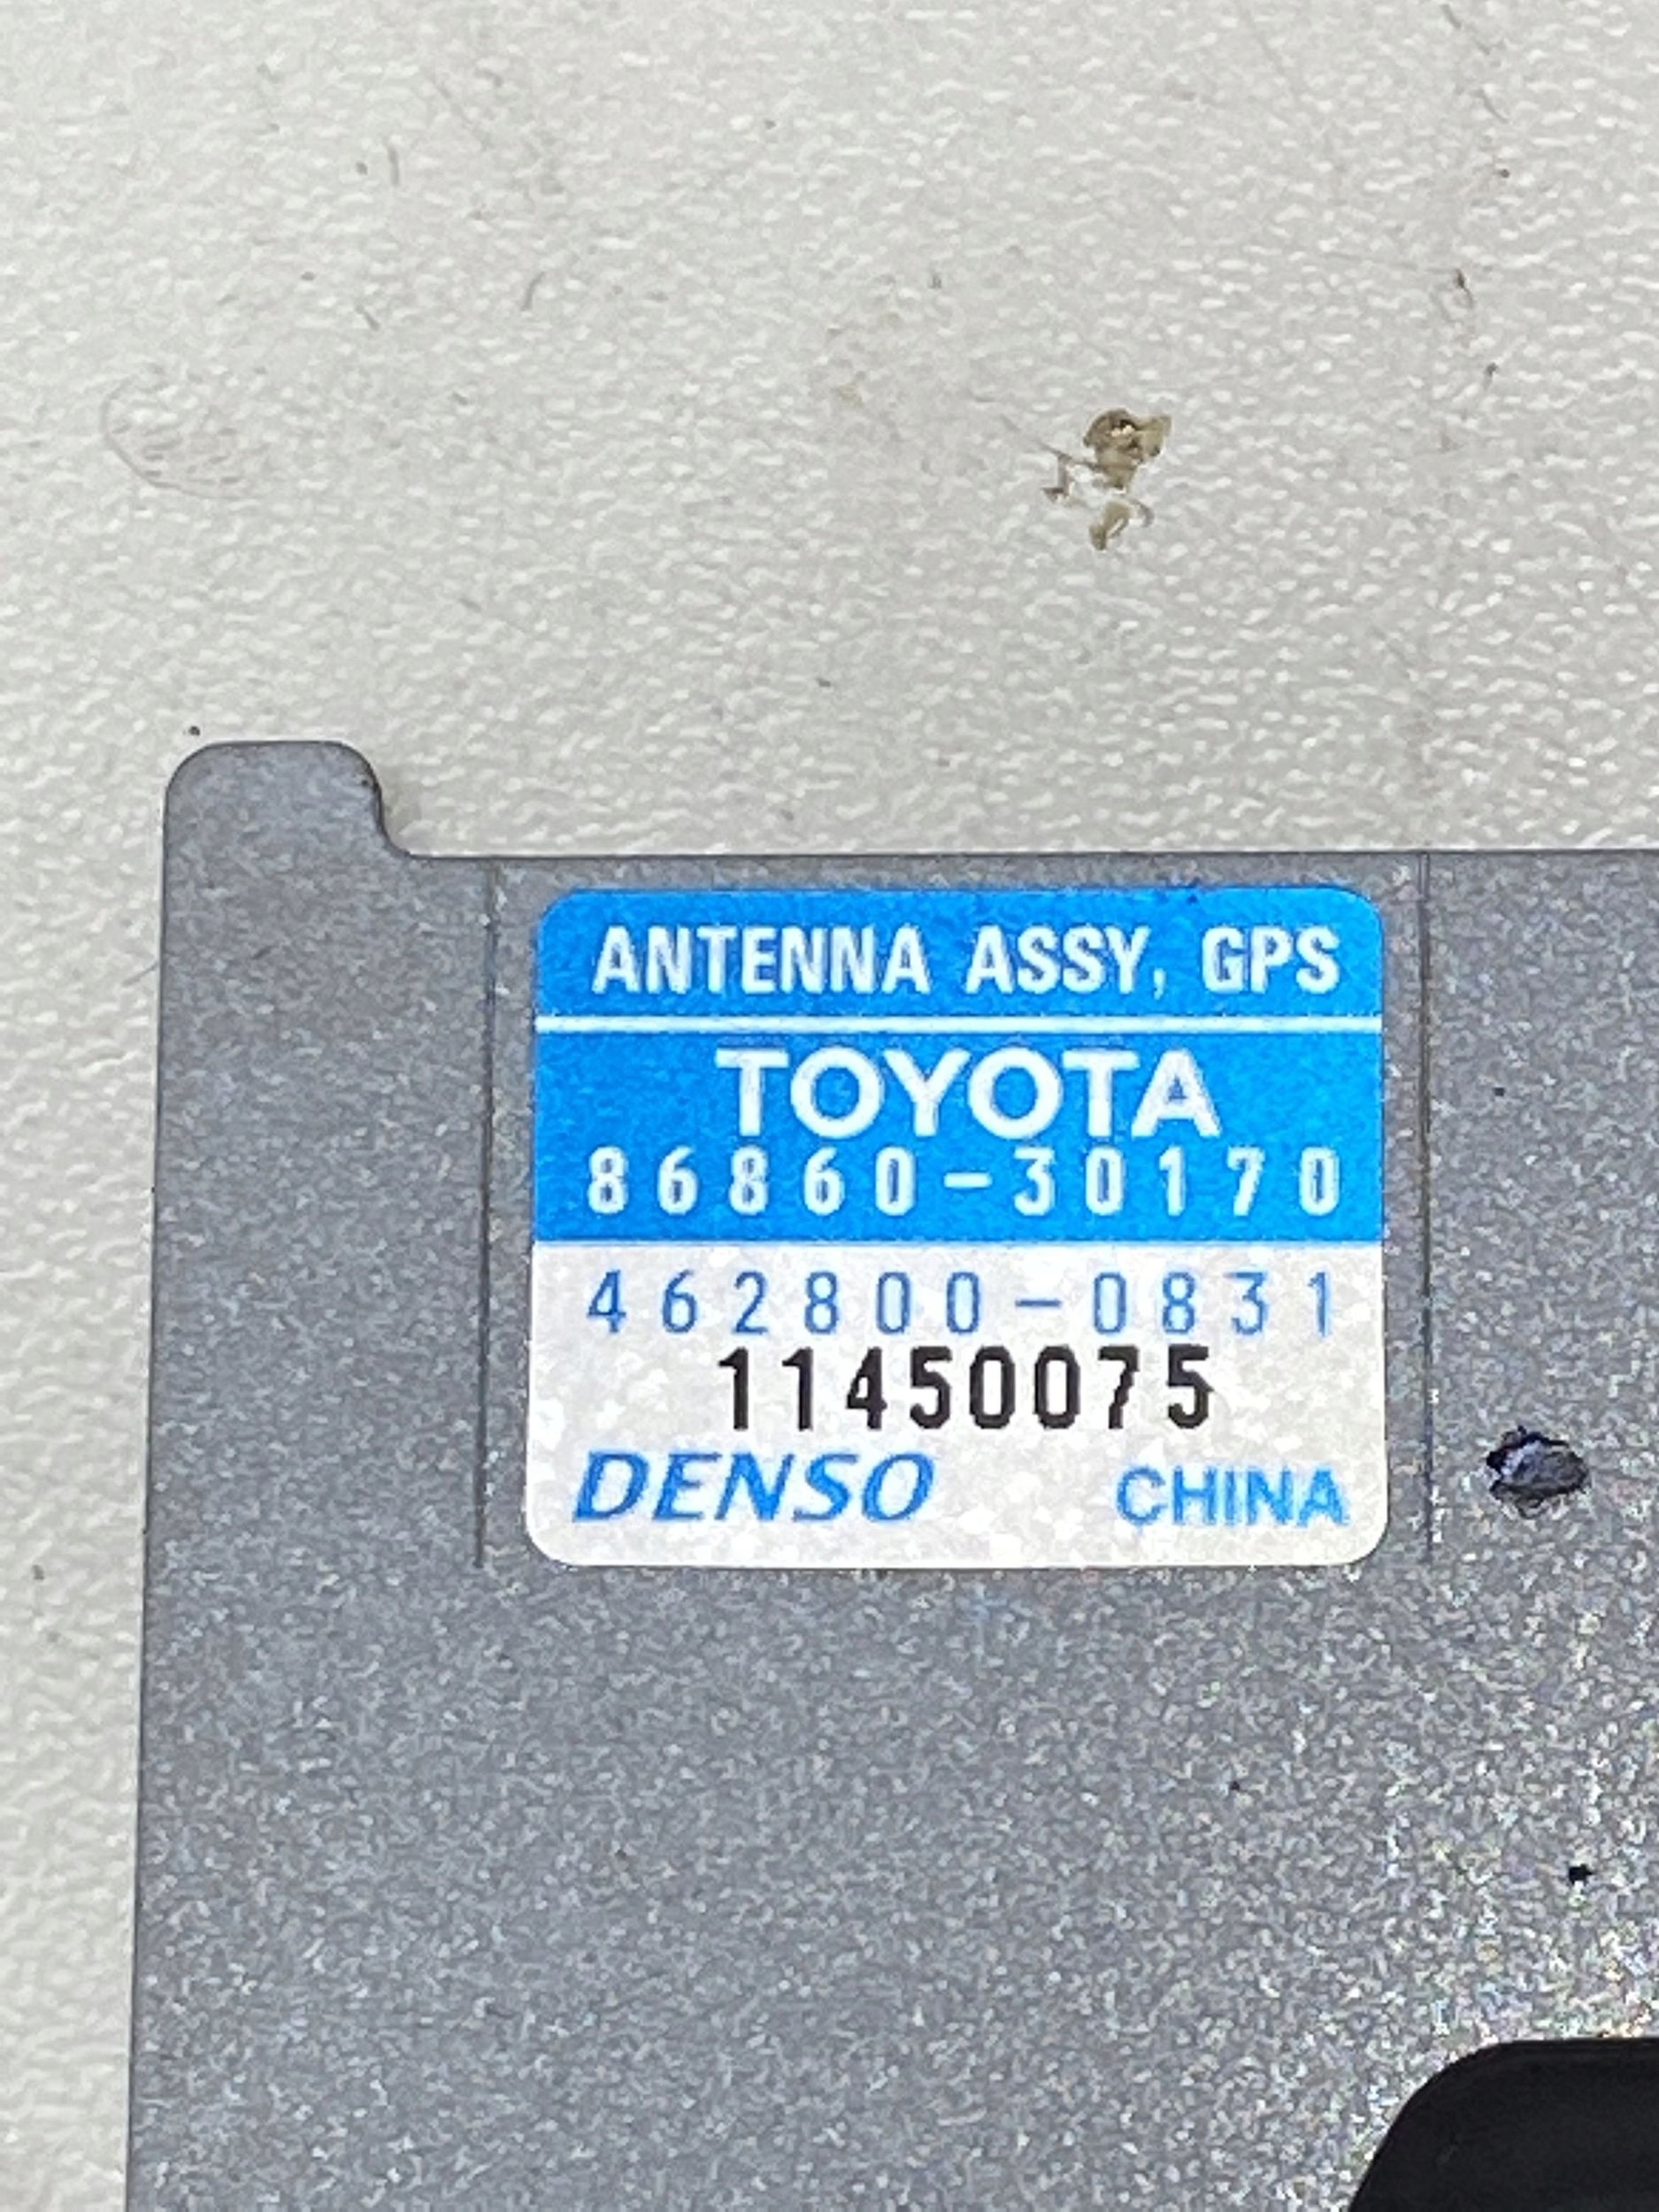 ANTENNA ASSY, GPS
TOYOTA
86860-30170
462800-0831
11450075
DENSO CHINA